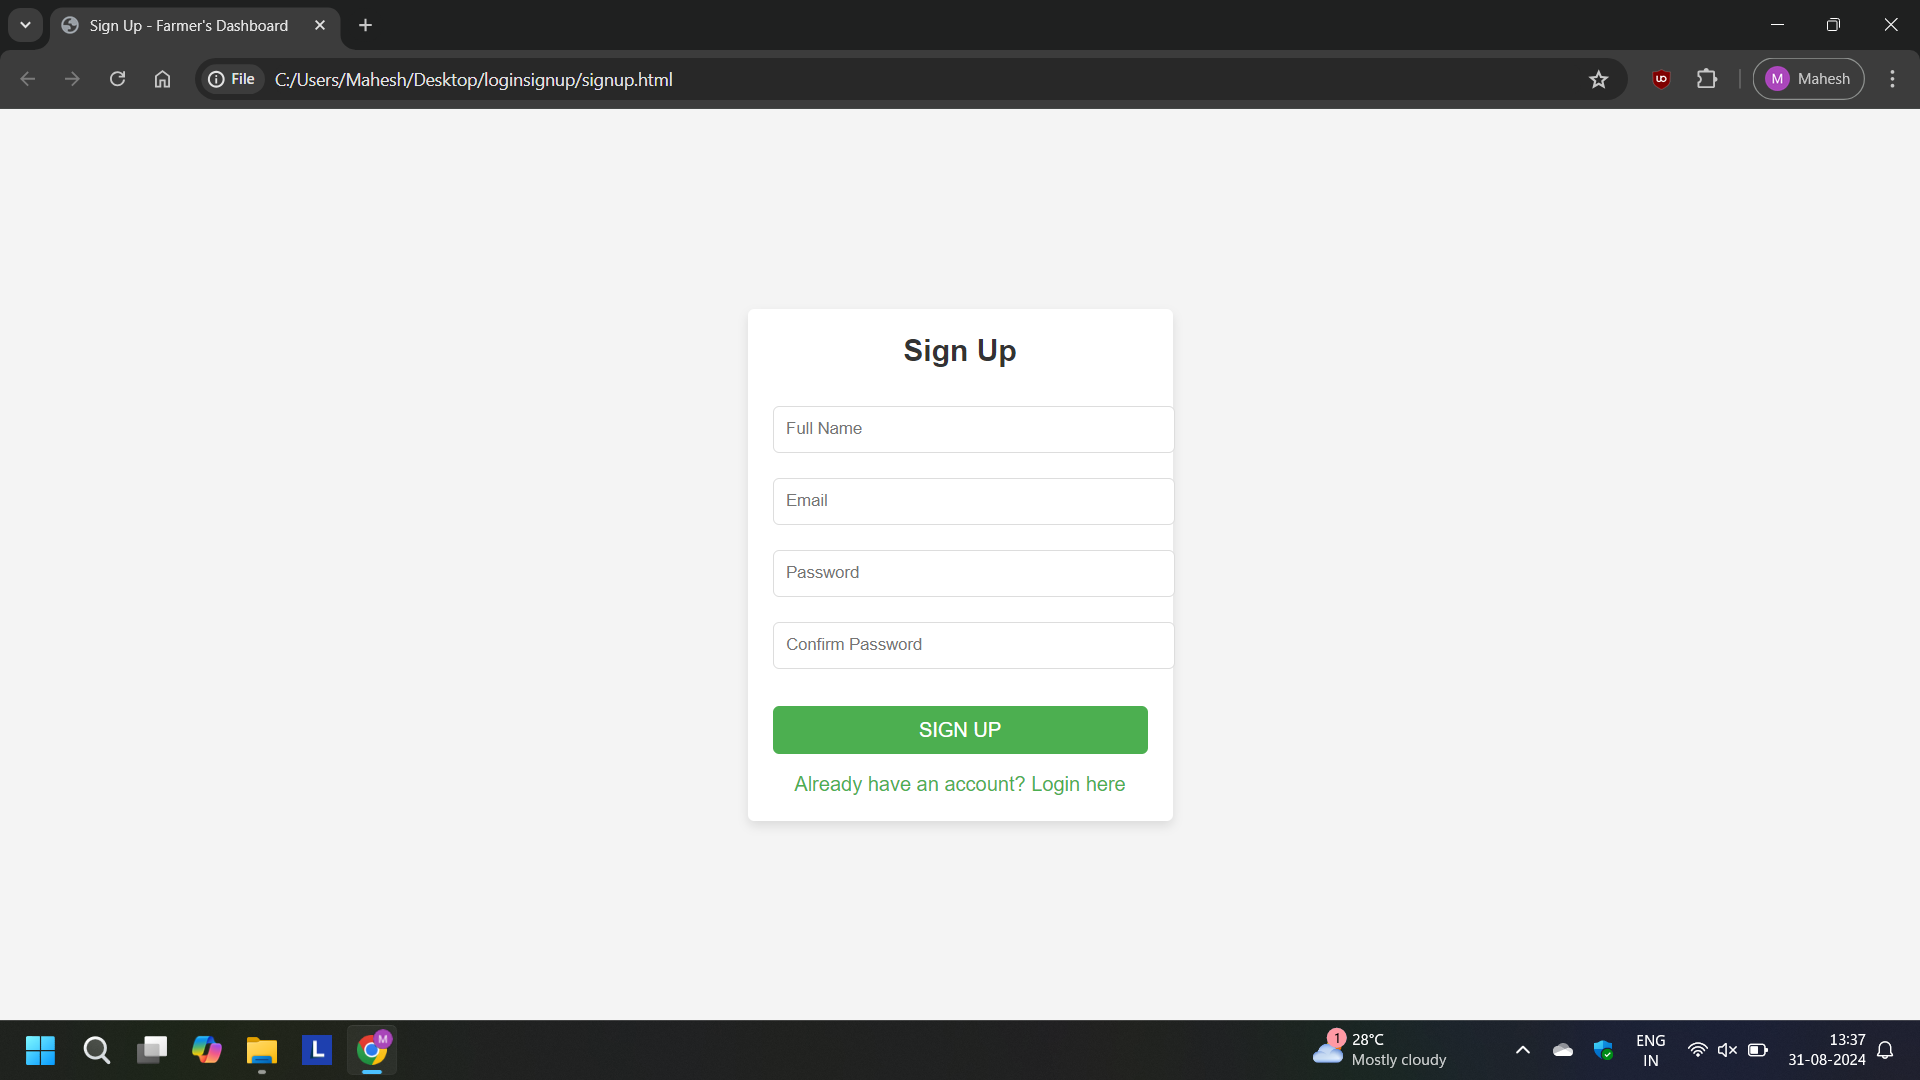 Sign Up - Farmer's Dashboard
File
C:/Users/Mahesh/Desktop/loginsignup/signup.html
UO
M
Mahesh
Sign Up
Full Name
Email
Password
Confirm Password
SIGN UP
Already have an account? Login here
L
M
1
28°C
Mostly cloudy
ENG
IN
13:37
31-08-2024